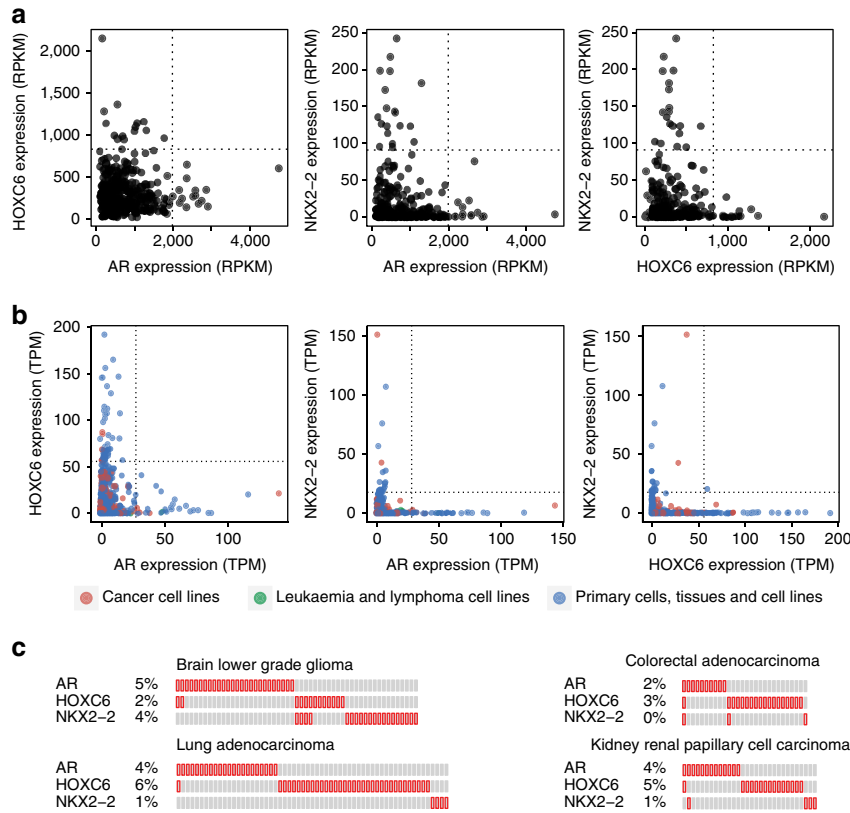 a
HOXC6 expression (RPKM)
2,000
1,500
1,000
500
0
0 2,000 4,000
AR expression (RPKM)
NKX2−2 expression (RPKM)
250
200
150
100
50
0
0 2,000 4,000
AR expression (RPKM)
NKX2−2 expression (RPKM)
250
200
150
100
50
0
0 1,000 2,000
HOXC6 expression (RPKM)
b
HOXC6 expression (TPM)
200
150
100
50
0
0 50 100
AR expression (TPM)
NKX2−2 expression (TPM)
150
100
50
0
0 50 100 150
AR expression (TPM)
NKX2−2 expression (TPM)
150
100
50
0
0 50 100 150 200
HOXC6 expression (TPM)
Cancer cell lines Leukaemia and lymphoma cell lines Primary cells, tissues and cell lines
c
Brain lower grade glioma
AR 5%
HOXC6 2%
NKX2−2 4%
Lung adenocarcinoma
AR 4%
HOXC6 6%
NKX2−2 1%
Colorectal adenocarcinoma
AR 2%
HOXC6 3%
NKX2−2 0%
Kidney renal papillary cell carcinoma
AR 4%
HOXC6 5%
NKX2−2 1%